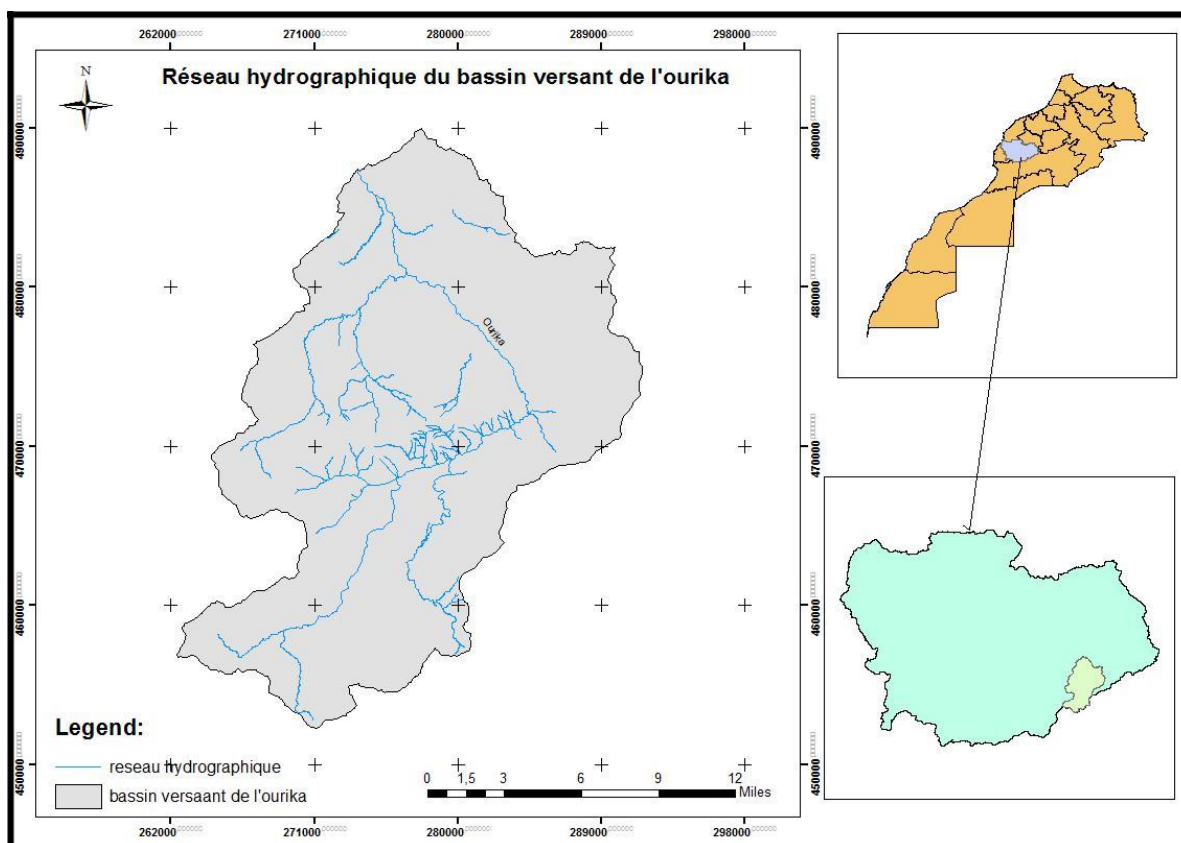 262000 271000 280000 289000 298000
Réseau hydrographique du bassin versant de l'ourika
N
490000 490000
480000 480000
Ourika
470000 470000
460000 460000
450000 450000
Legend:
reseau hydrographique
bassin versaant de l'ourika
0 1,5 3 6 9 12
Miles
262000 271000 280000 289000 298000